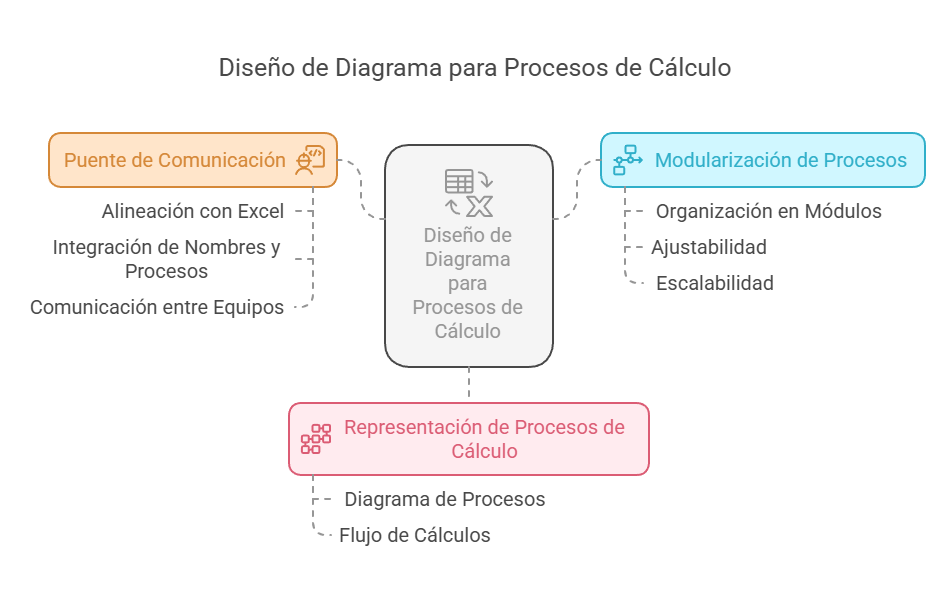 Diseño de Diagrama para Procesos de Cálculo
Puente de Comunicación
Alineación con Excel
Integración de Nombres y
Procesos
Comunicación entre Equipos
Diseño de
Diagrama
para
Procesos de
Cálculo
Modularización de Procesos
Organización en Módulos
Ajustabilidad
Escalabilidad
Representación de Procesos de
Cálculo
Diagrama de Procesos
Flujo de Cálculos